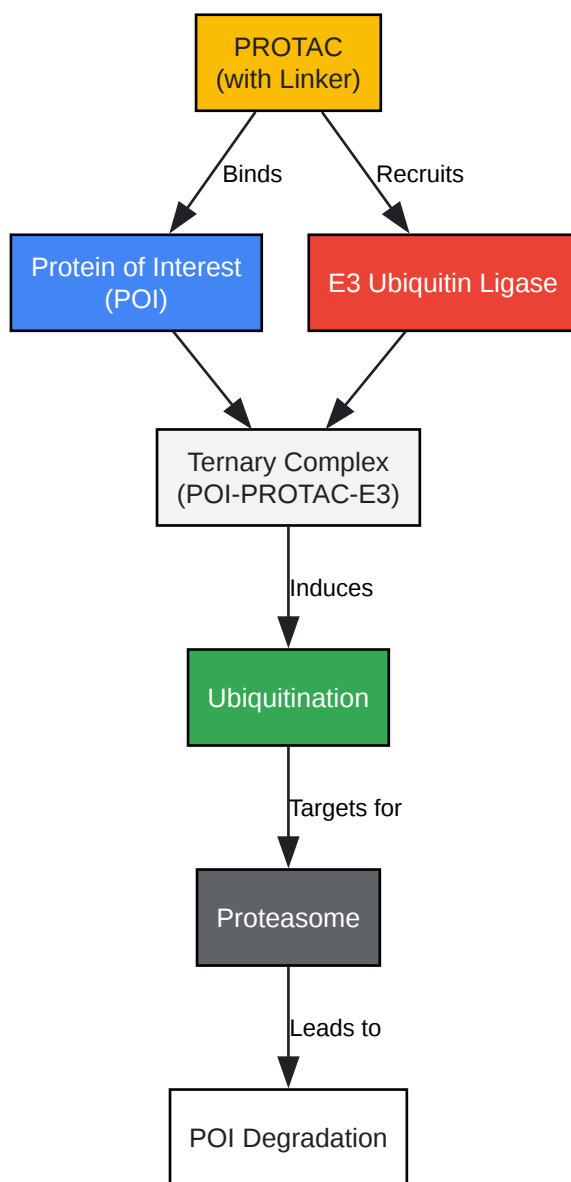 PROTAC
(with Linker)
Binds
Recruits
Protein of Interest
(POI)
E3 Ubiquitin Ligase
Ternary Complex
(POI-PROTAC-E3)
Induces
Ubiquitination
Targets for
Proteasome
Leads to
POI Degradation